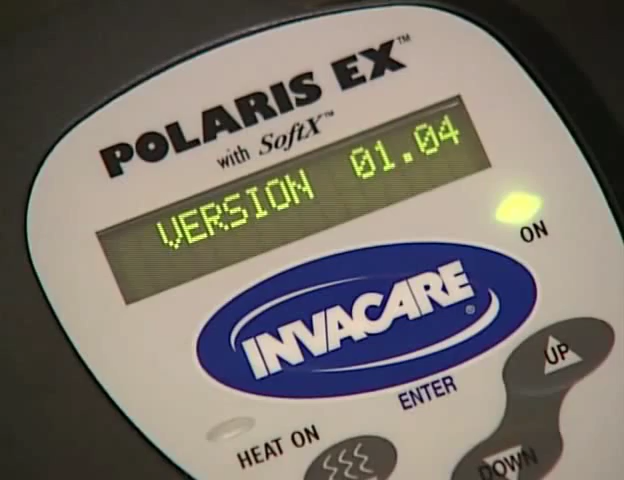 POLARIS EX™
with SoftX™
VERSION 01.04
ON
INVACARE®
ENTER
UP
HEAT ON
DOWN